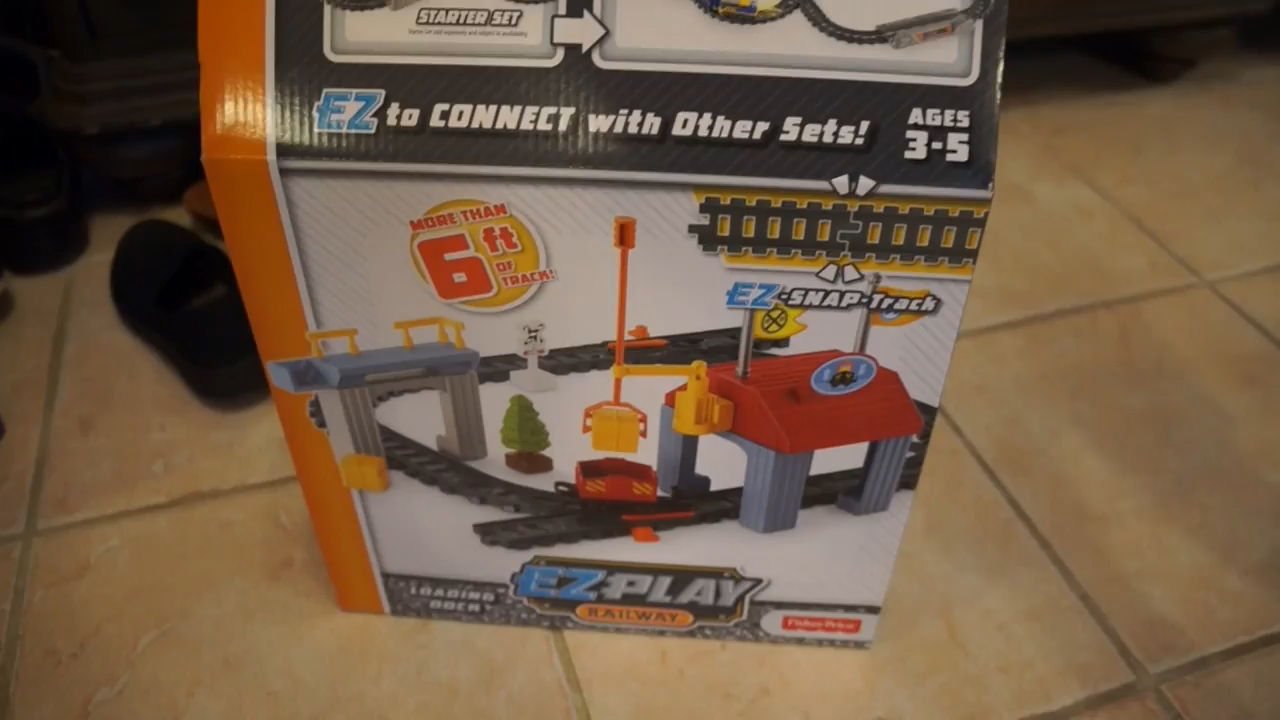 STARTER SET
EZ to CONNECT with Other Sets!
AGES
3-5
MORE THAN
6 ft
OF
TRACK!
EZ-SNAP-Track
LOADING
DOCK
EZ-PLAY
RAILWAY
Fisher-Price